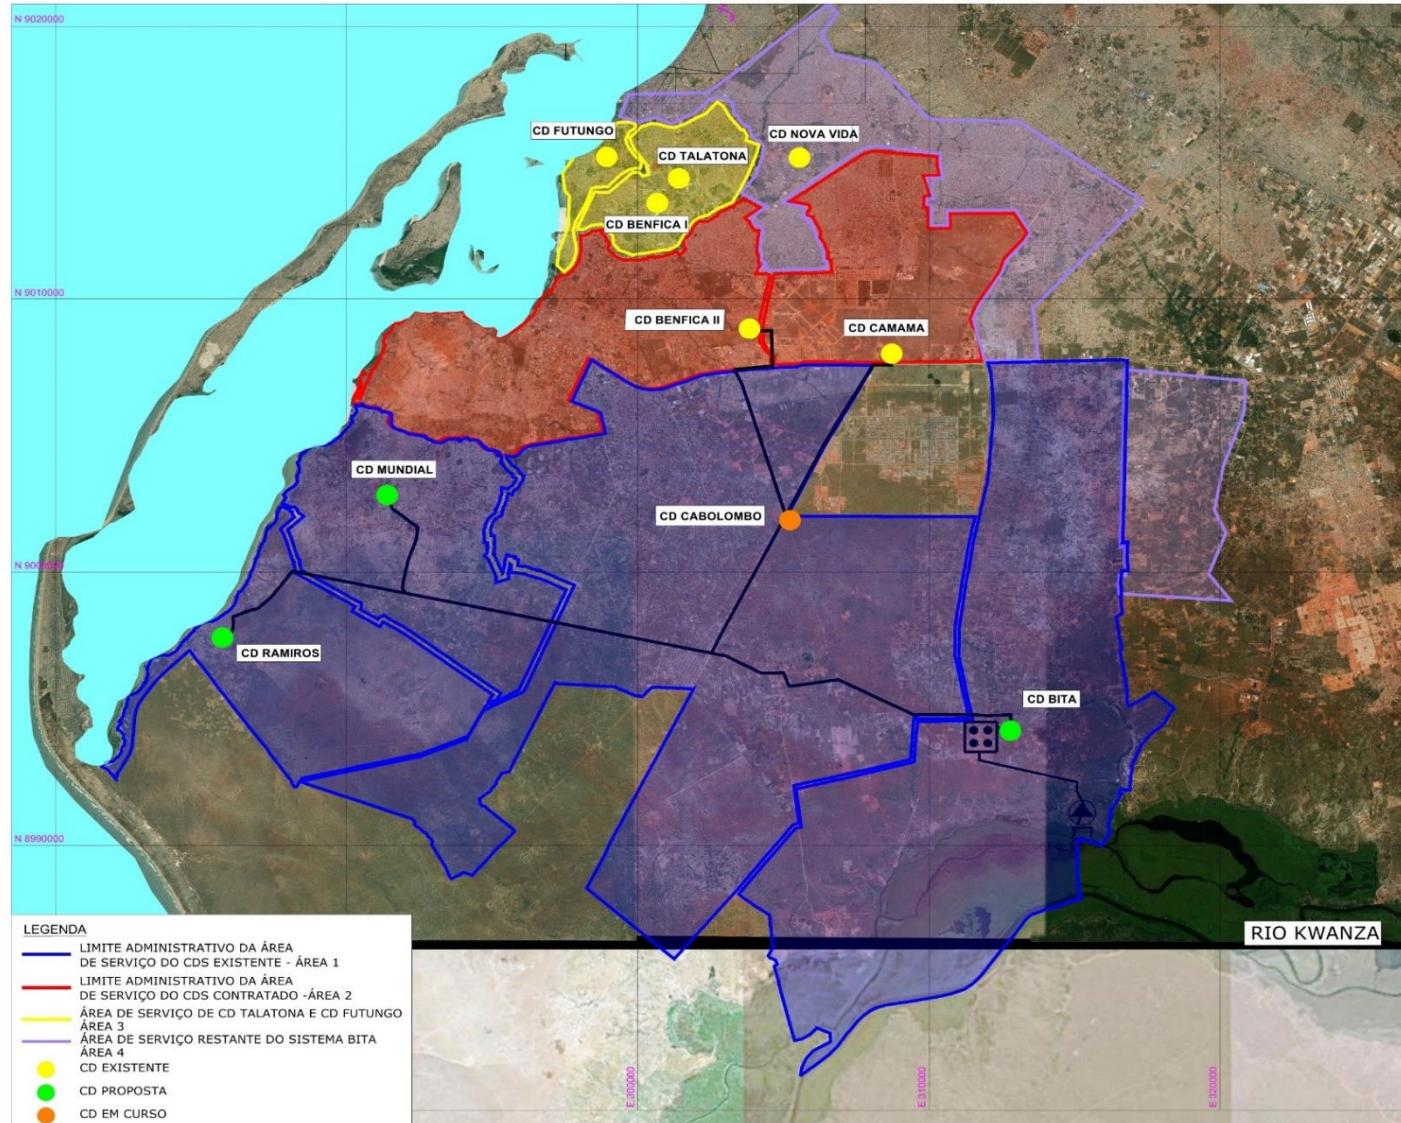 N 9020000
CD FUTUNGO
CD NOVA VIDA
CD TALATONA
CD BENFICA I
N 9010000
CD BENFICA II
CD CAMAMA
CD MUNDIAL
CD CABOLOMBO
N 9000000
CD RAMIROS
CD BITA
N 8990000
RIO KWANZA
LEGENDA
LIMITE ADMINISTRATIVO DA ÁREA
DE SERVIÇO DO CDS EXISTENTE - ÁREA 1
LIMITE ADMINISTRATIVO DA ÁREA
DE SERVIÇO DO CDS CONTRATADO -ÁREA 2
ÁREA DE SERVIÇO DE CD TALATONA E CD FUTUNGO
ÁREA 3
ÁREA DE SERVIÇO RESTANTE DO SISTEMA BITA
ÁREA 4
CD EXISTENTE
CD PROPOSTA
CD EM CURSO
E 300000
E 310000
E 320000